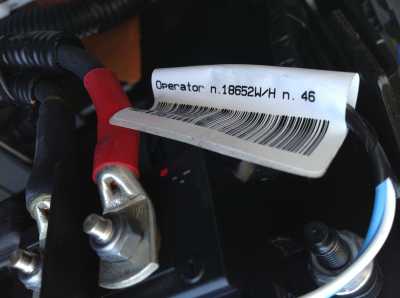 Operator n.18652W/H n. 46